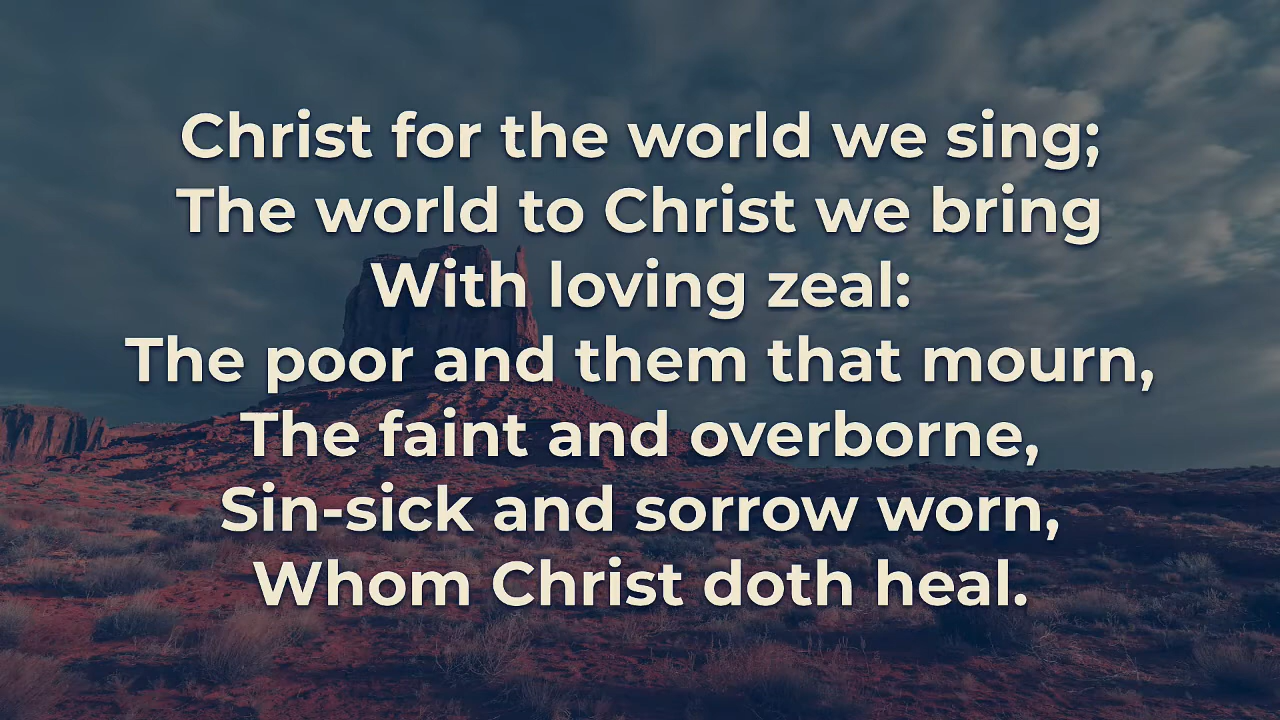 Christ for the world we sing;
The world to Christ we bring
With loving zeal:
The poor and them that mourn,
The faint and overborne,
Sin-sick and sorrow worn,
Whom Christ doth heal.